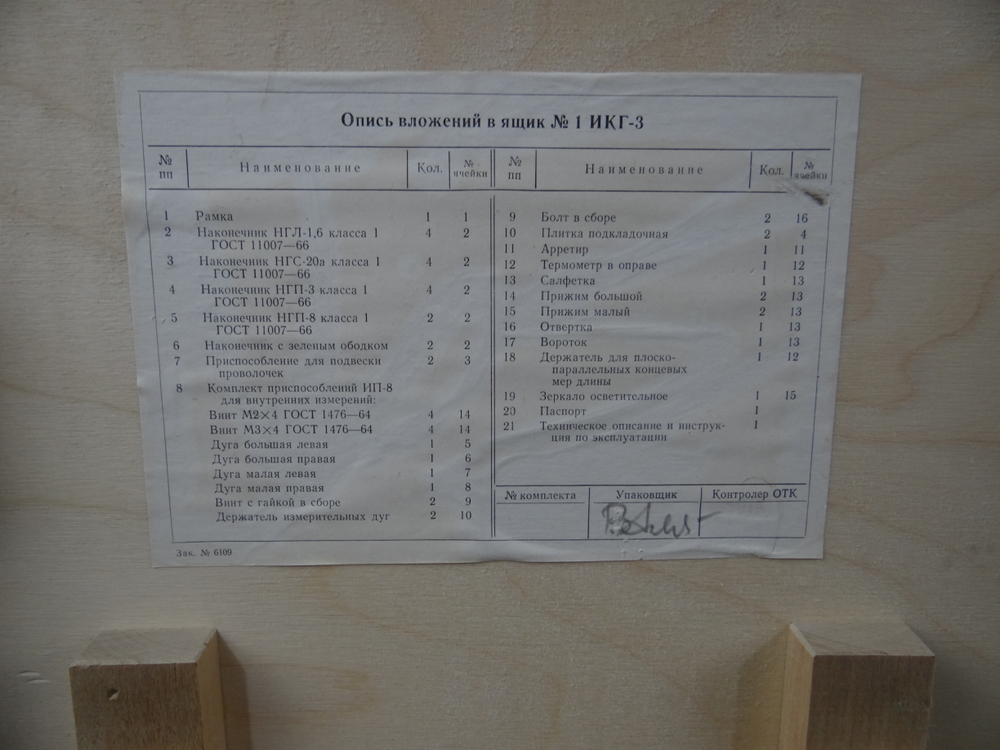 Опись вложений в ящик № 1 ИКГ-3
№ пп Наименование Кол. № ячейки
1 Рамка 1 1
2 Наконечник НГЛ-1,6 класса 1 4 2
ГОСТ 11007—66
3 Наконечник НГС-20а класса 1 4 2
ГОСТ 11007—66
4 Наконечник НГП-3 класса 1 4 2
ГОСТ 11007—66
5 Наконечник НГП-8 класса 1 2 2
ГОСТ 11007—66
6 Наконечник с зеленым ободком 2 2
7 Приспособление для подвески 2 3
проволочек
8 Комплект приспособлений ИП-8
для внутренних измерений:
Винт М2×4 ГОСТ 1476—64 4 14
Винт М3×4 ГОСТ 1476—64 4 14
Дуга большая левая 1 5
Дуга большая правая 1 6
Дуга малая левая 1 7
Дуга малая правая 1 8
Винт с гайкой в сборе 2 9
Держатель измерительных дуг 2 10
№ пп Наименование Кол. № ячейки
9 Болт в сборе 2 16
10 Плитка подкладочная 2 4
11 Арретир 1 11
12 Термометр в оправе 1 12
13 Салфетка 1 13
14 Прижим большой 2 13
15 Прижим малый 2 13
16 Отвертка 1 13
17 Вороток 1 13
18 Держатель для плоско- 1 12
параллельных концевых
мер длины
19 Зеркало осветительное 1 15
20 Паспорт 1
21 Техническое описание и инструк- 1
ция по эксплуатации
№ комплекта Упаковщик Контролер ОТК
Зак. № 6109